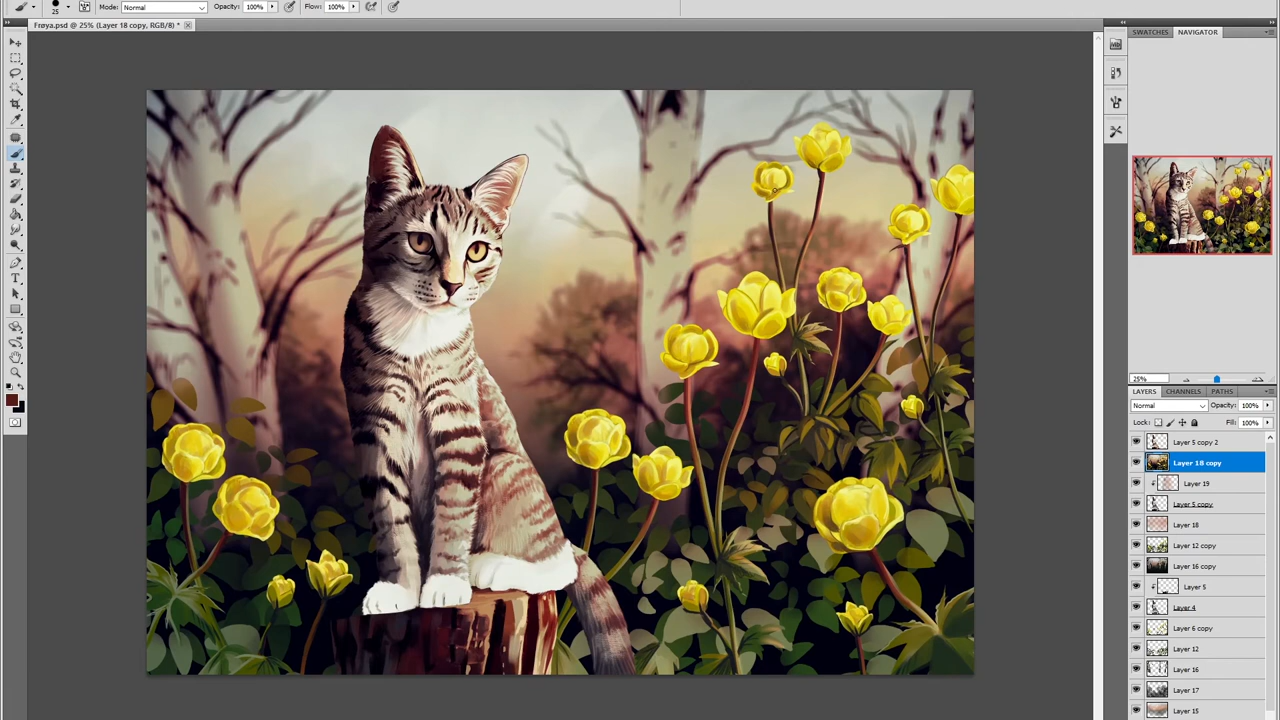 25
Mode: Normal
Opacity: 100%
Flow: 100%
Frøya.psd @ 25% (Layer 18 copy, RGB/8) *
SWATCHES NAVIGATOR
25%
LAYERS CHANNELS PATHS
Normal Opacity: 100%
Lock: Fill: 100%
Layer 5 copy 2
Layer 18 copy
Layer 19
Layer 5 copy
Layer 18
Layer 12 copy
Layer 16 copy
Layer 5
Layer 4
Layer 6 copy
Layer 12
Layer 16
Layer 17
Layer 15